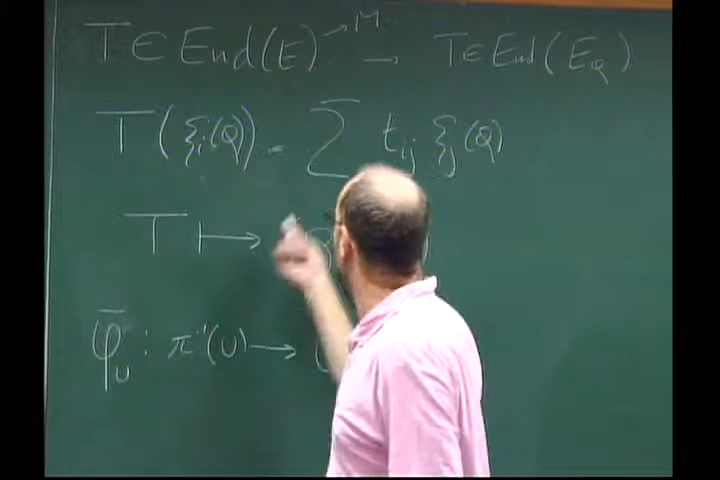 T ∈ End(E) ↗ M → T ∈ End(E_Q)
T(ξ_i(Q)) = ∑ t_ij ξ_j(Q)
T ↦ (
φ̄_U : π⁻¹(U) → U